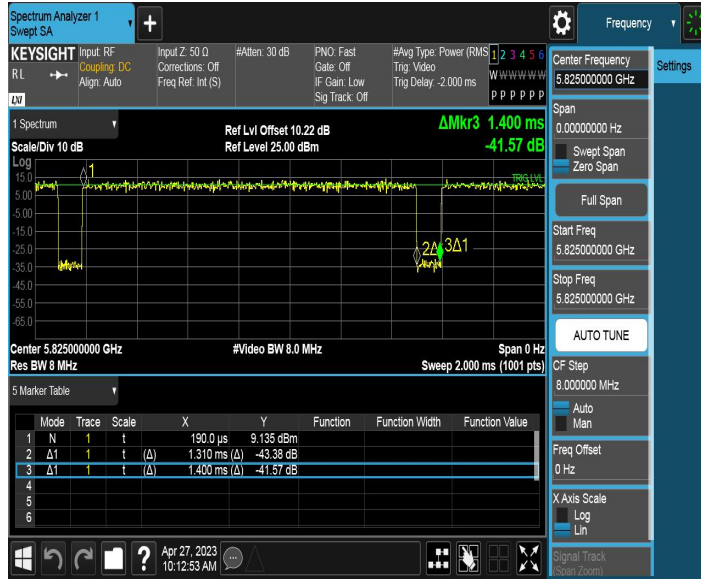 Spectrum Analyzer 1
Swept SA
Frequency
KEYSIGHT Input: RF Input Z: 50 Ω #Atten: 30 dB PNO: Fast #Avg Type: Power (RMS 1 2 3 4 5 6
RL Coupling: DC Corrections: Off Gate: Off Trig: Video W W W W W W
Align: Auto Freq Ref: Int (S) IF Gain: Low Trig Delay: -2.000 ms P P P P P P
LXI Sig Track: Off
1 Spectrum
Scale/Div 10 dB
Ref Lvl Offset 10.22 dB
Ref Level 25.00 dBm
ΔMkr3 1.400 ms
-41.57 dB
Log
15.0
5.00
-5.00
-15.0
-25.0
-35.0
-45.0
-55.0
-65.0
1
TRIG LVL
2Δ 3Δ1
Center 5.825000000 GHz #Video BW 8.0 MHz Span 0 Hz
Res BW 8 MHz Sweep 2.000 ms (1001 pts)
5 Marker Table
Mode Trace Scale X Y Function Function Width Function Value
1 N 1 t 190.0 µs 9.135 dBm
2 Δ1 1 t (Δ) 1.310 ms (Δ) -43.38 dB
3 Δ1 1 t (Δ) 1.400 ms (Δ) -41.57 dB
4
5
6
?
Apr 27, 2023
10:12:53 AM
Settings
Center Frequency
5.825000000 GHz
Span
0.00000000 Hz
Swept Span
Zero Span
Full Span
Start Freq
5.825000000 GHz
Stop Freq
5.825000000 GHz
AUTO TUNE
CF Step
8.000000 MHz
Auto
Man
Freq Offset
0 Hz
X Axis Scale
Log
Lin
Signal Track
(Span Zoom)